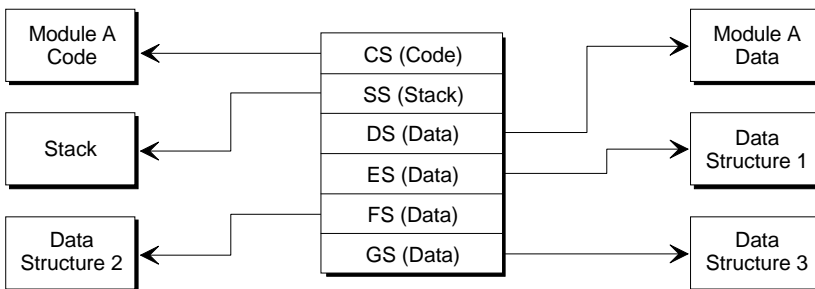 Module A
Code
Stack
Data
Structure 2
CS (Code)
SS (Stack)
DS (Data)
ES (Data)
FS (Data)
GS (Data)
Module A
Data
Data
Structure 1
Data
Structure 3